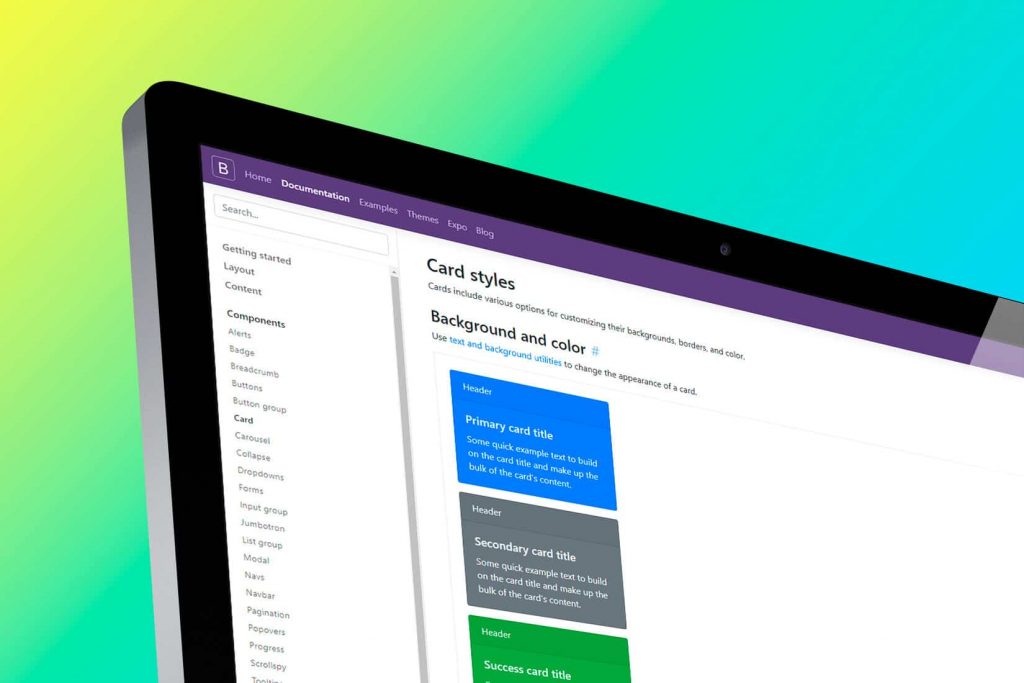 B
Home
Documentation
Examples
Themes
Expo
Blog
Search...
Getting started
Layout
Content
Components
Alerts
Badge
Breadcrumb
Buttons
Button group
Card
Carousel
Collapse
Dropdowns
Forms
Input group
Jumbotron
List group
Modal
Navs
Navbar
Pagination
Popovers
Progress
Scrollspy
Card styles
Cards include various options for customizing their backgrounds, borders, and color.
Background and color #
Use text and background utilities to change the appearance of a card.
Header
Primary card title
Some quick example text to build
on the card title and make up the
bulk of the card's content.
Header
Secondary card title
Some quick example text to build
on the card title and make up the
bulk of the card's content.
Header
Success card title